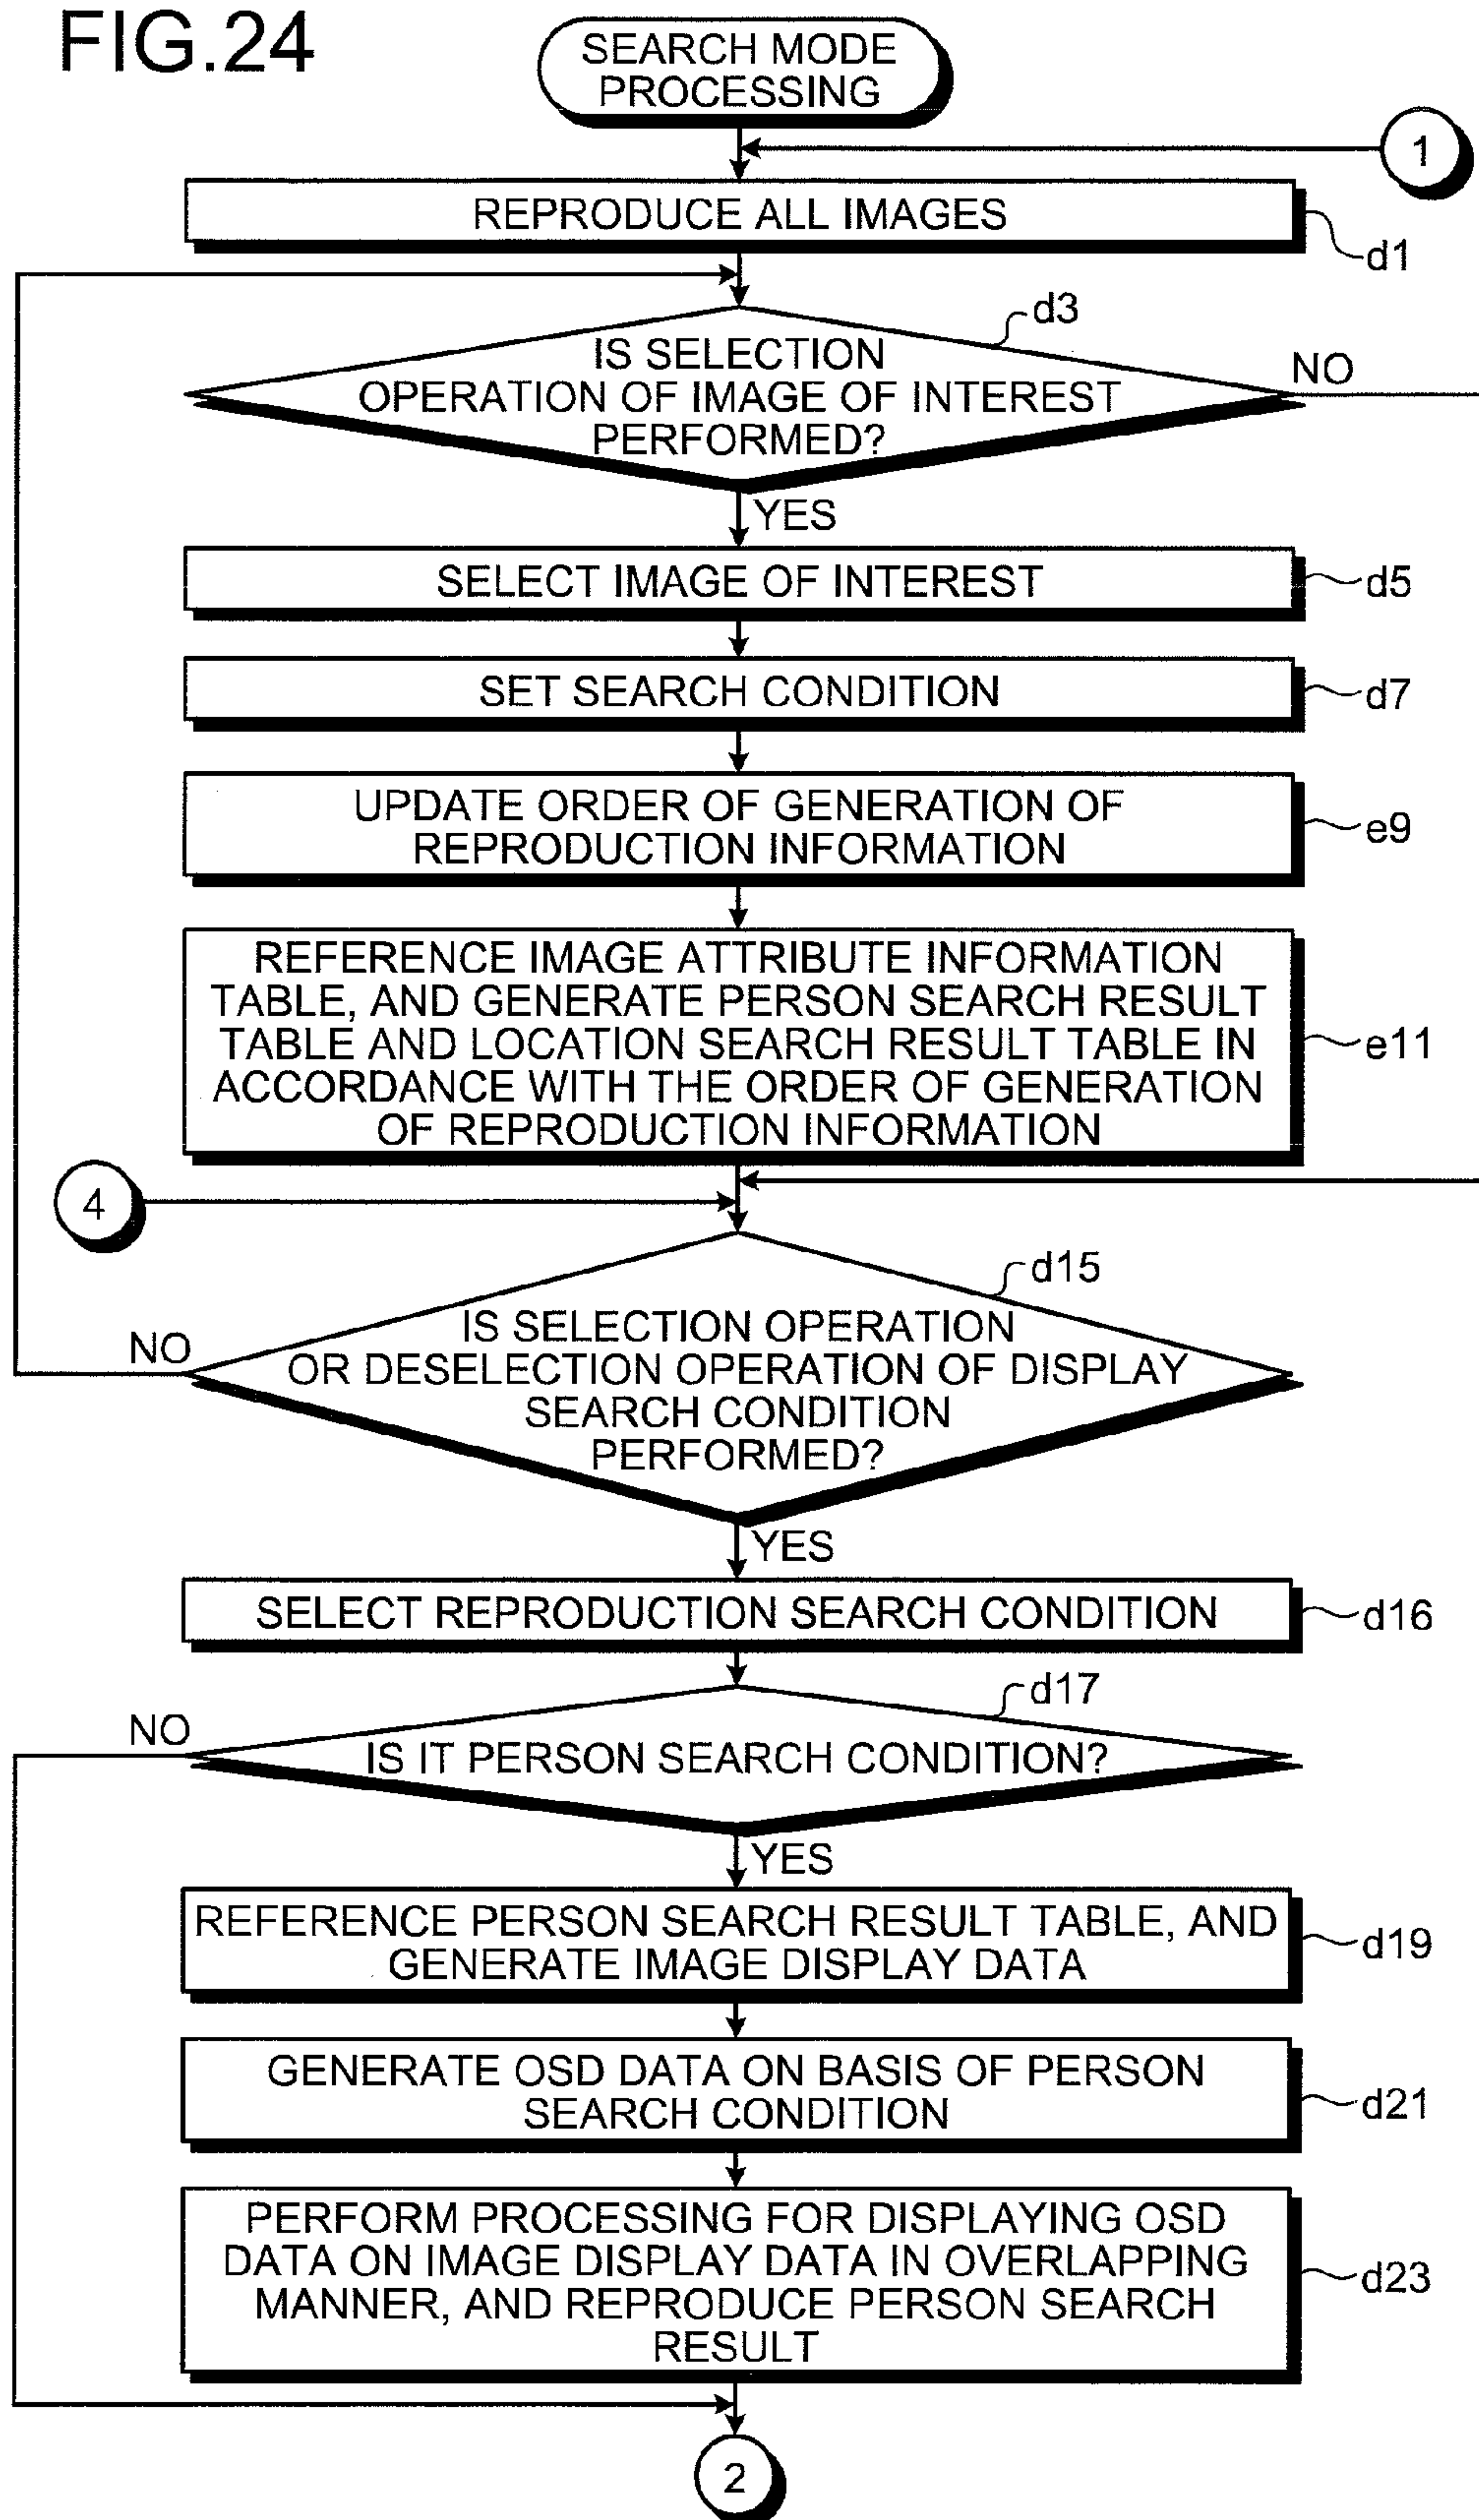 FIG.24
SEARCH MODE
PROCESSING
1
REPRODUCE ALL IMAGES
d1
d3
IS SELECTION
OPERATION OF IMAGE OF INTEREST
PERFORMED?
NO
YES
SELECT IMAGE OF INTEREST
d5
SET SEARCH CONDITION
d7
UPDATE ORDER OF GENERATION OF
REPRODUCTION INFORMATION
e9
REFERENCE IMAGE ATTRIBUTE INFORMATION
TABLE, AND GENERATE PERSON SEARCH RESULT
TABLE AND LOCATION SEARCH RESULT TABLE IN
ACCORDANCE WITH THE ORDER OF GENERATION
OF REPRODUCTION INFORMATION
e11
4
d15
IS SELECTION OPERATION
OR DESELECTION OPERATION OF DISPLAY
SEARCH CONDITION
PERFORMED?
NO
YES
SELECT REPRODUCTION SEARCH CONDITION
d16
d17
NO
IS IT PERSON SEARCH CONDITION?
YES
REFERENCE PERSON SEARCH RESULT TABLE, AND
GENERATE IMAGE DISPLAY DATA
d19
GENERATE OSD DATA ON BASIS OF PERSON
SEARCH CONDITION
d21
PERFORM PROCESSING FOR DISPLAYING OSD
DATA ON IMAGE DISPLAY DATA IN OVERLAPPING
MANNER, AND REPRODUCE PERSON SEARCH
RESULT
d23
2